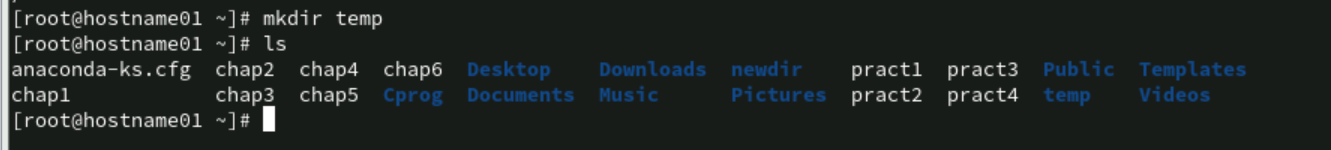 [root@hostname01 ~]# mkdir temp
[root@hostname01 ~]# ls
anaconda-ks.cfg  chap2  chap4  chap6  Desktop    Downloads  newdir    pract1  pract3  Public  Templates
chap1            chap3  chap5  Cprog  Documents  Music      Pictures  pract2  pract4  temp    Videos
[root@hostname01 ~]#